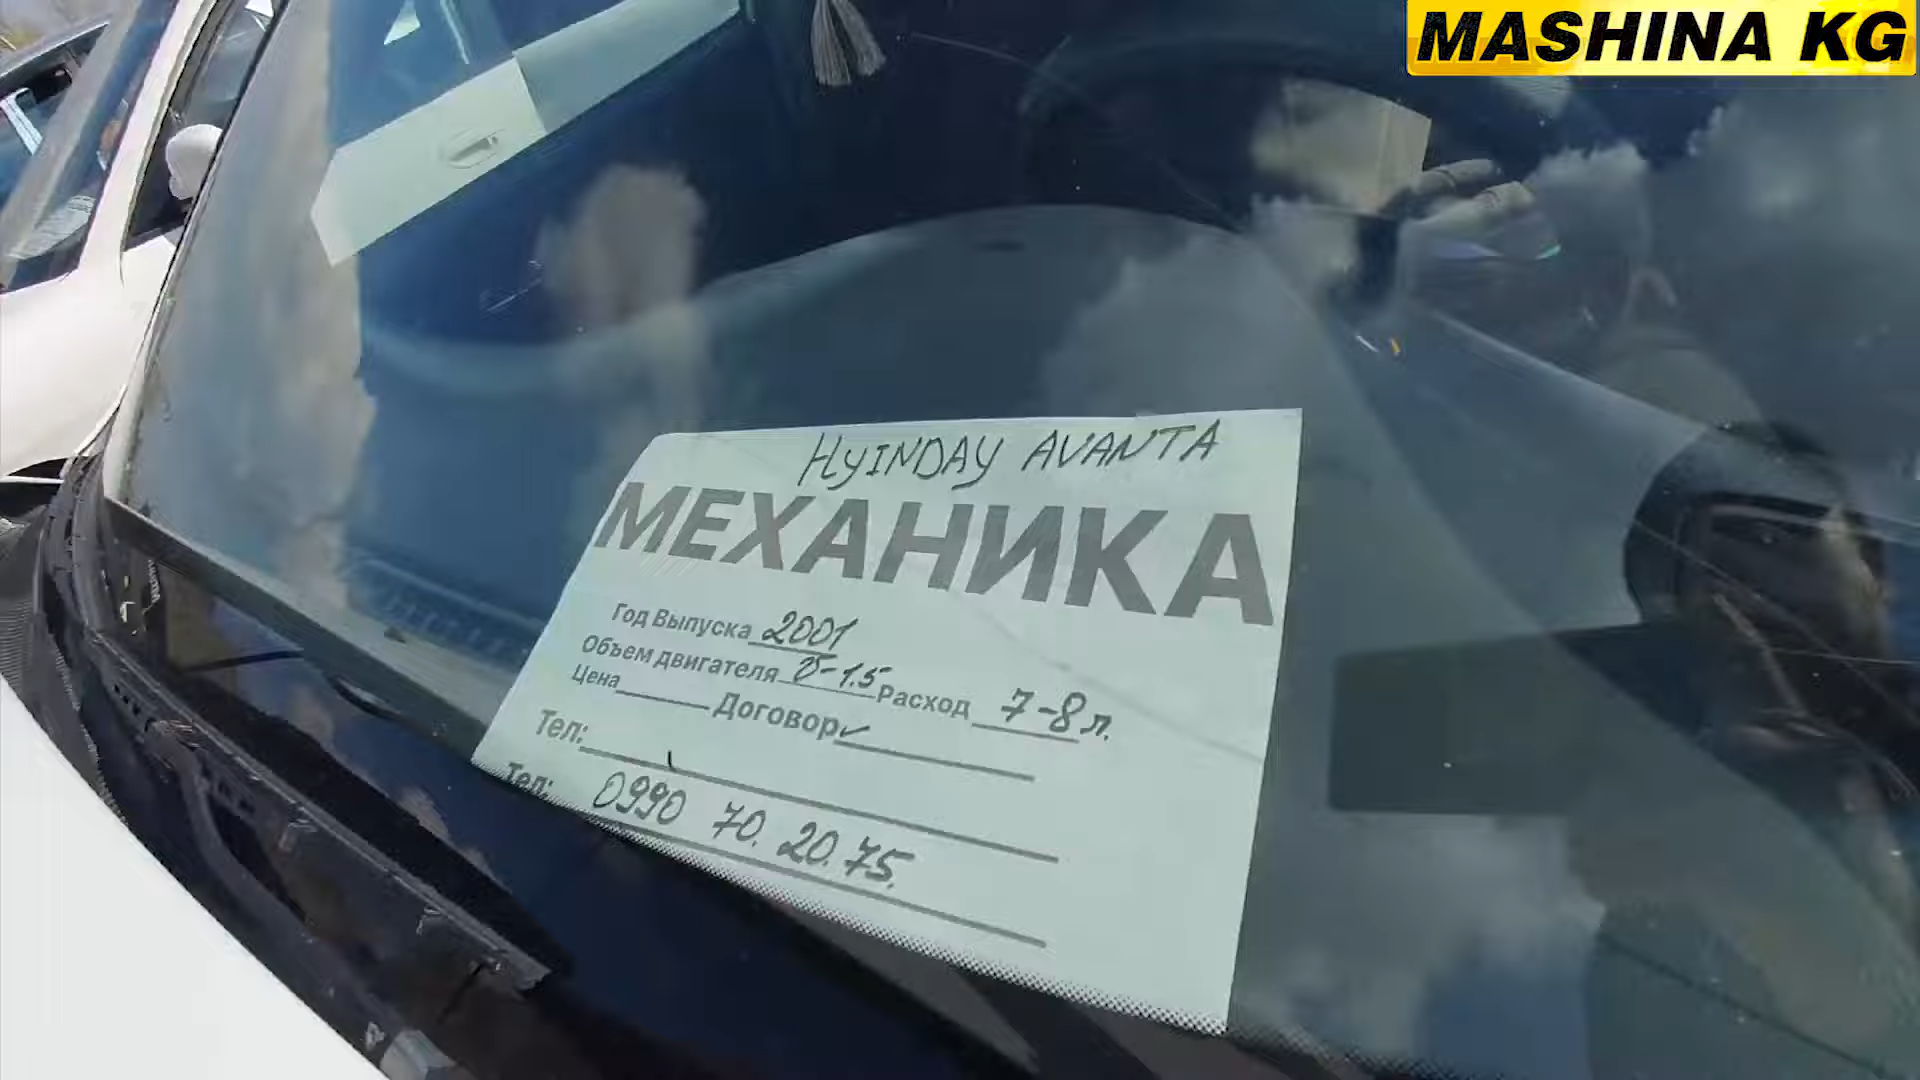 MASHINA KG
HYINDAY AVANTA
МЕХАНИКА
Год Выпуска 2001
Объем двигателя V-1.5 Расход 7-8 л.
Цена Договор ✓
Тел:
Тел: 0990 70. 20. 75.